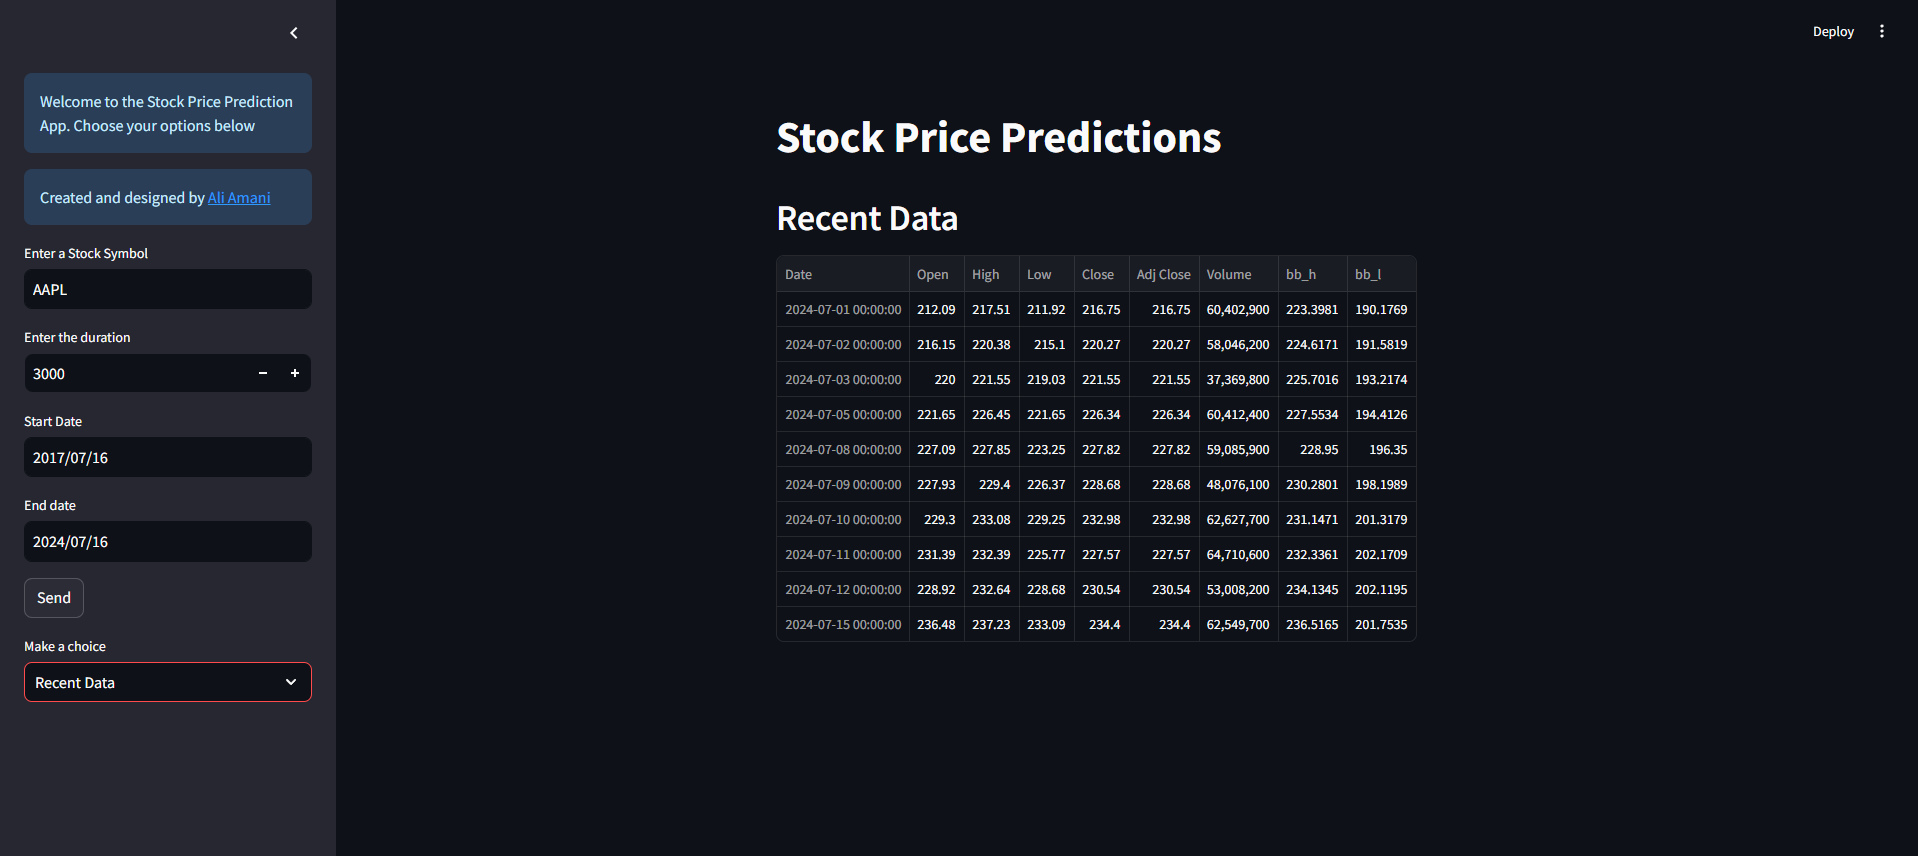 Deploy
Welcome to the Stock Price Prediction
App. Choose your options below
Created and designed by Ali Amani
Enter a Stock Symbol
AAPL
Enter the duration
3000
Start Date
2017/07/16
End date
2024/07/16
Send
Make a choice
Recent Data
Stock Price Predictions
Recent Data
Date Open High Low Close Adj Close Volume bb_h bb_l
2024-07-01 00:00:00 212.09 217.51 211.92 216.75 216.75 60,402,900 223.3981 190.1769
2024-07-02 00:00:00 216.15 220.38 215.1 220.27 220.27 58,046,200 224.6171 191.5819
2024-07-03 00:00:00 220 221.55 219.03 221.55 221.55 37,369,800 225.7016 193.2174
2024-07-05 00:00:00 221.65 226.45 221.65 226.34 226.34 60,412,400 227.5534 194.4126
2024-07-08 00:00:00 227.09 227.85 223.25 227.82 227.82 59,085,900 228.95 196.35
2024-07-09 00:00:00 227.93 229.4 226.37 228.68 228.68 48,076,100 230.2801 198.1989
2024-07-10 00:00:00 229.3 233.08 229.25 232.98 232.98 62,627,700 231.1471 201.3179
2024-07-11 00:00:00 231.39 232.39 225.77 227.57 227.57 64,710,600 232.3361 202.1709
2024-07-12 00:00:00 228.92 232.64 228.68 230.54 230.54 53,008,200 234.1345 202.1195
2024-07-15 00:00:00 236.48 237.23 233.09 234.4 234.4 62,549,700 236.5165 201.7535